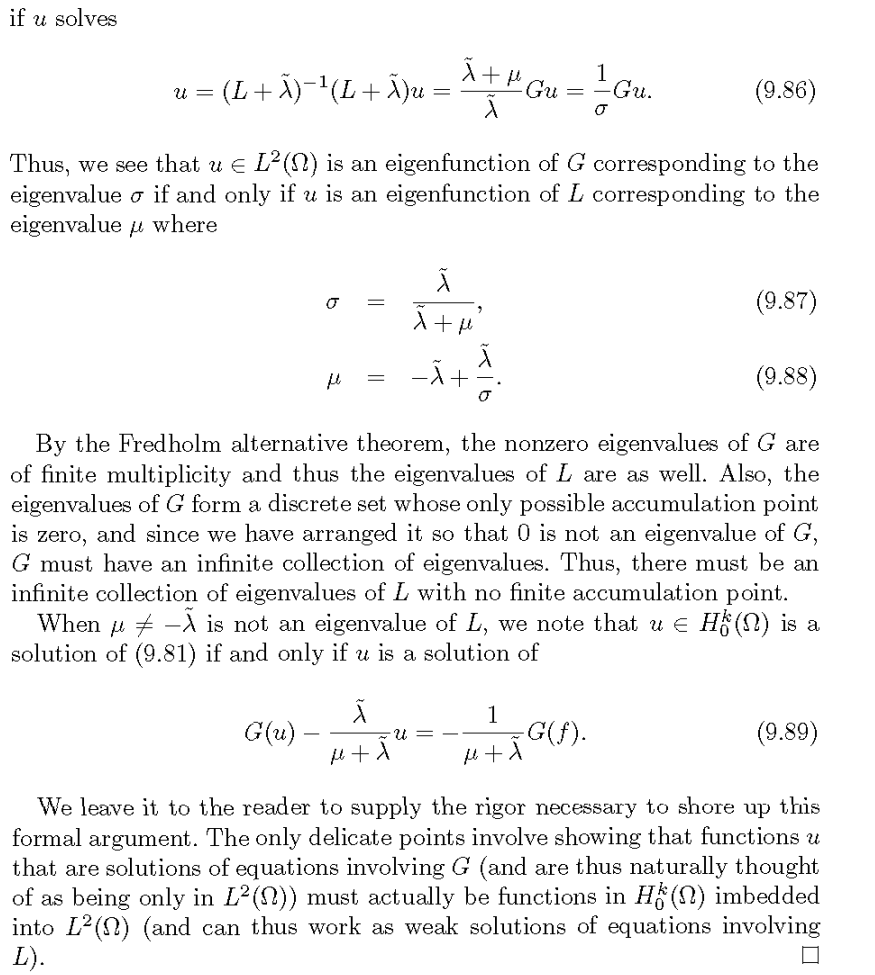 if u solves
u = (L + λ̃)⁻¹(L + λ̃)u = \frac{λ̃ + μ}{λ̃} Gu = \frac{1}{σ} Gu. (9.86)
Thus, we see that u ∈ L²(Ω) is an eigenfunction of G corresponding to the
eigenvalue σ if and only if u is an eigenfunction of L corresponding to the
eigenvalue μ where
σ = \frac{λ̃}{λ̃ + μ}, (9.87)
μ = −λ̃ + \frac{λ̃}{σ}. (9.88)
By the Fredholm alternative theorem, the nonzero eigenvalues of G are
of finite multiplicity and thus the eigenvalues of L are as well. Also, the
eigenvalues of G form a discrete set whose only possible accumulation point
is zero, and since we have arranged it so that 0 is not an eigenvalue of G,
G must have an infinite collection of eigenvalues. Thus, there must be an
infinite collection of eigenvalues of L with no finite accumulation point.
When μ ≠ −λ̃ is not an eigenvalue of L, we note that u ∈ H₀ᵏ(Ω) is a
solution of (9.81) if and only if u is a solution of
G(u) − \frac{λ̃}{μ + λ̃} u = −\frac{1}{μ + λ̃} G(f). (9.89)
We leave it to the reader to supply the rigor necessary to shore up this
formal argument. The only delicate points involve showing that functions u
that are solutions of equations involving G (and are thus naturally thought
of as being only in L²(Ω)) must actually be functions in H₀ᵏ(Ω) imbedded
into L²(Ω) (and can thus work as weak solutions of equations involving
L). □